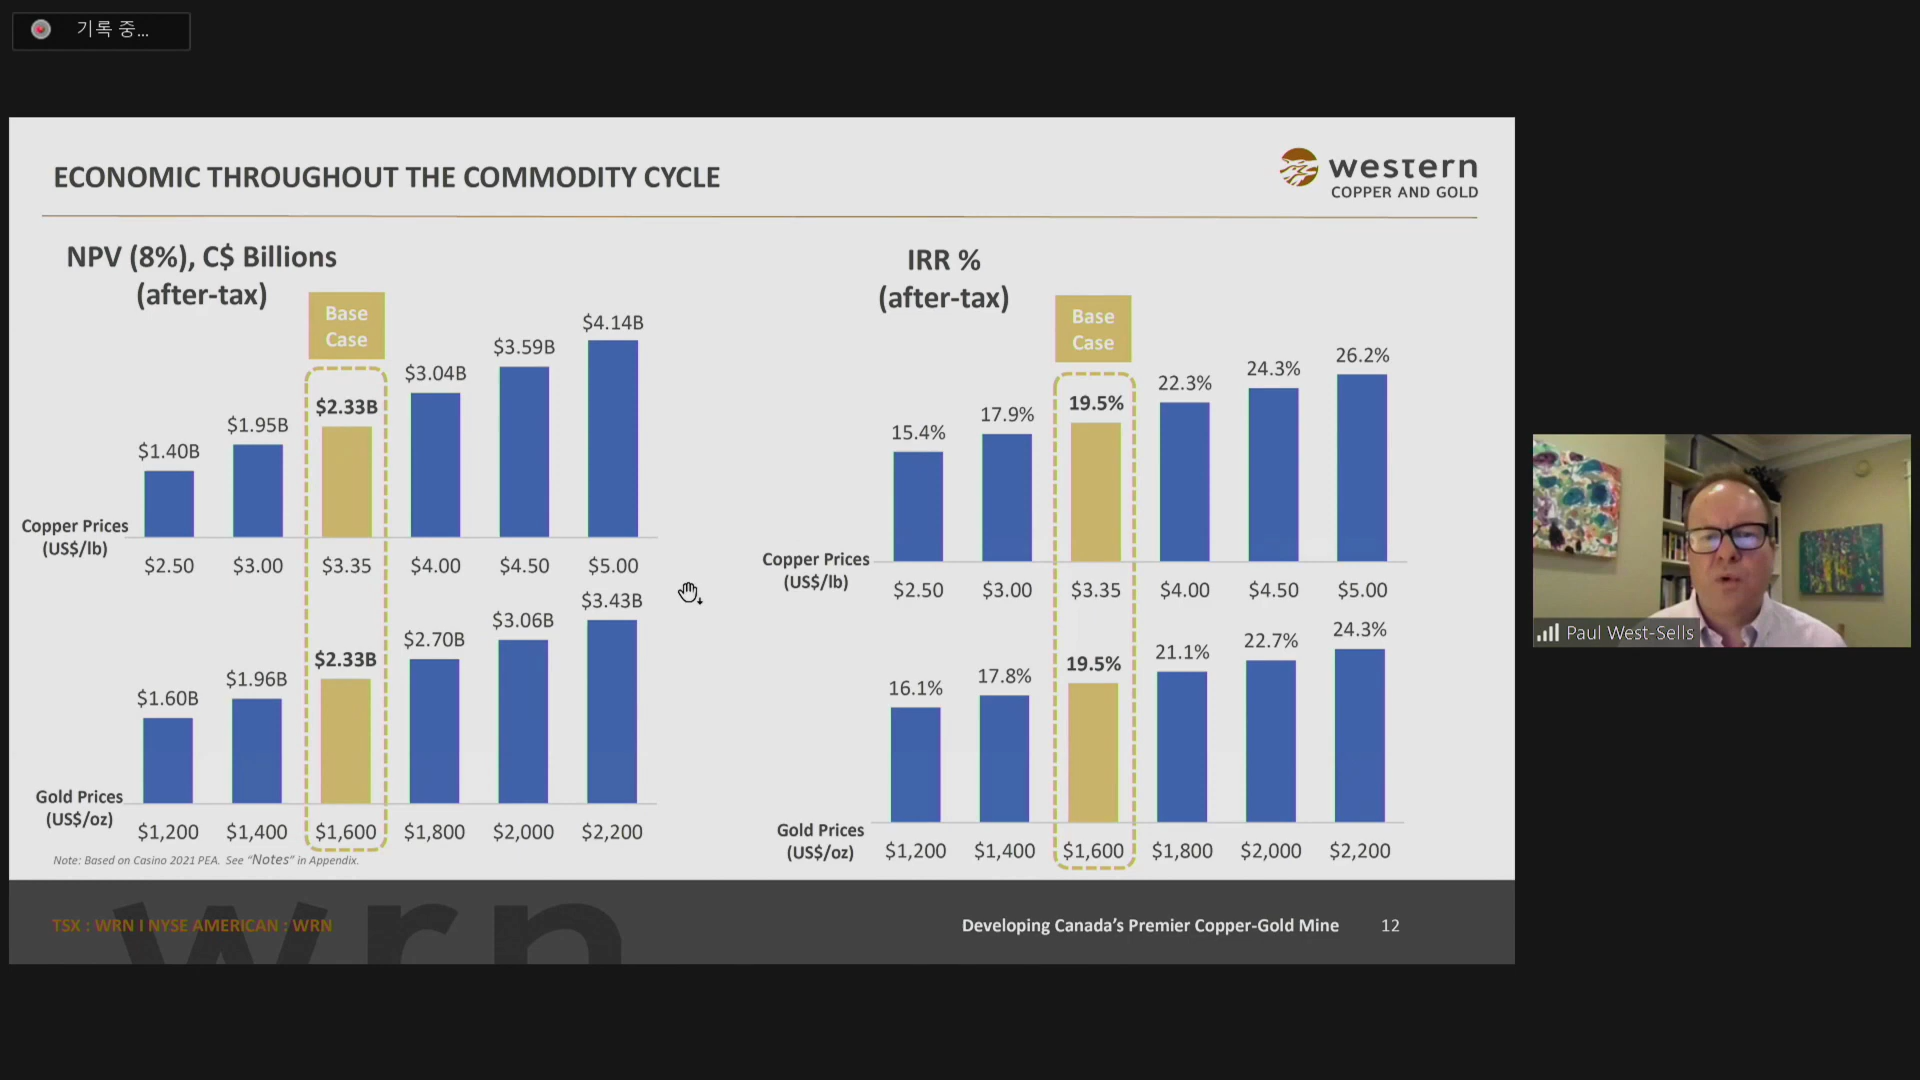 기록 중...
ECONOMIC THROUGHOUT THE COMMODITY CYCLE
western
COPPER AND GOLD
NPV (8%), C$ Billions
(after-tax)
Base
Case
$1.40B
$1.95B
$2.33B
$3.04B
$3.59B
$4.14B
Copper Prices
(US$/lb)
$2.50
$3.00
$3.35
$4.00
$4.50
$5.00
$1.60B
$1.96B
$2.33B
$2.70B
$3.06B
$3.43B
Gold Prices
(US$/oz)
$1,200
$1,400
$1,600
$1,800
$2,000
$2,200
Note: Based on Casino 2021 PEA. See “Notes” in Appendix.
IRR %
(after-tax)
Base
Case
15.4%
17.9%
19.5%
22.3%
24.3%
26.2%
Copper Prices
(US$/lb)
$2.50
$3.00
$3.35
$4.00
$4.50
$5.00
16.1%
17.8%
19.5%
21.1%
22.7%
24.3%
Gold Prices
(US$/oz)
$1,200
$1,400
$1,600
$1,800
$2,000
$2,200
Paul West-Sells
wrn
TSX : WRN I NYSE AMERICAN : WRN
Developing Canada’s Premier Copper-Gold Mine
12